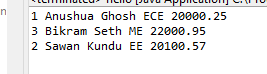 <terminated> hello [Java Application] C:\Pro
1 Anushua Ghosh ECE 20000.25
3 Bikram Seth ME 22000.95
2 Sawan Kundu EE 20100.57